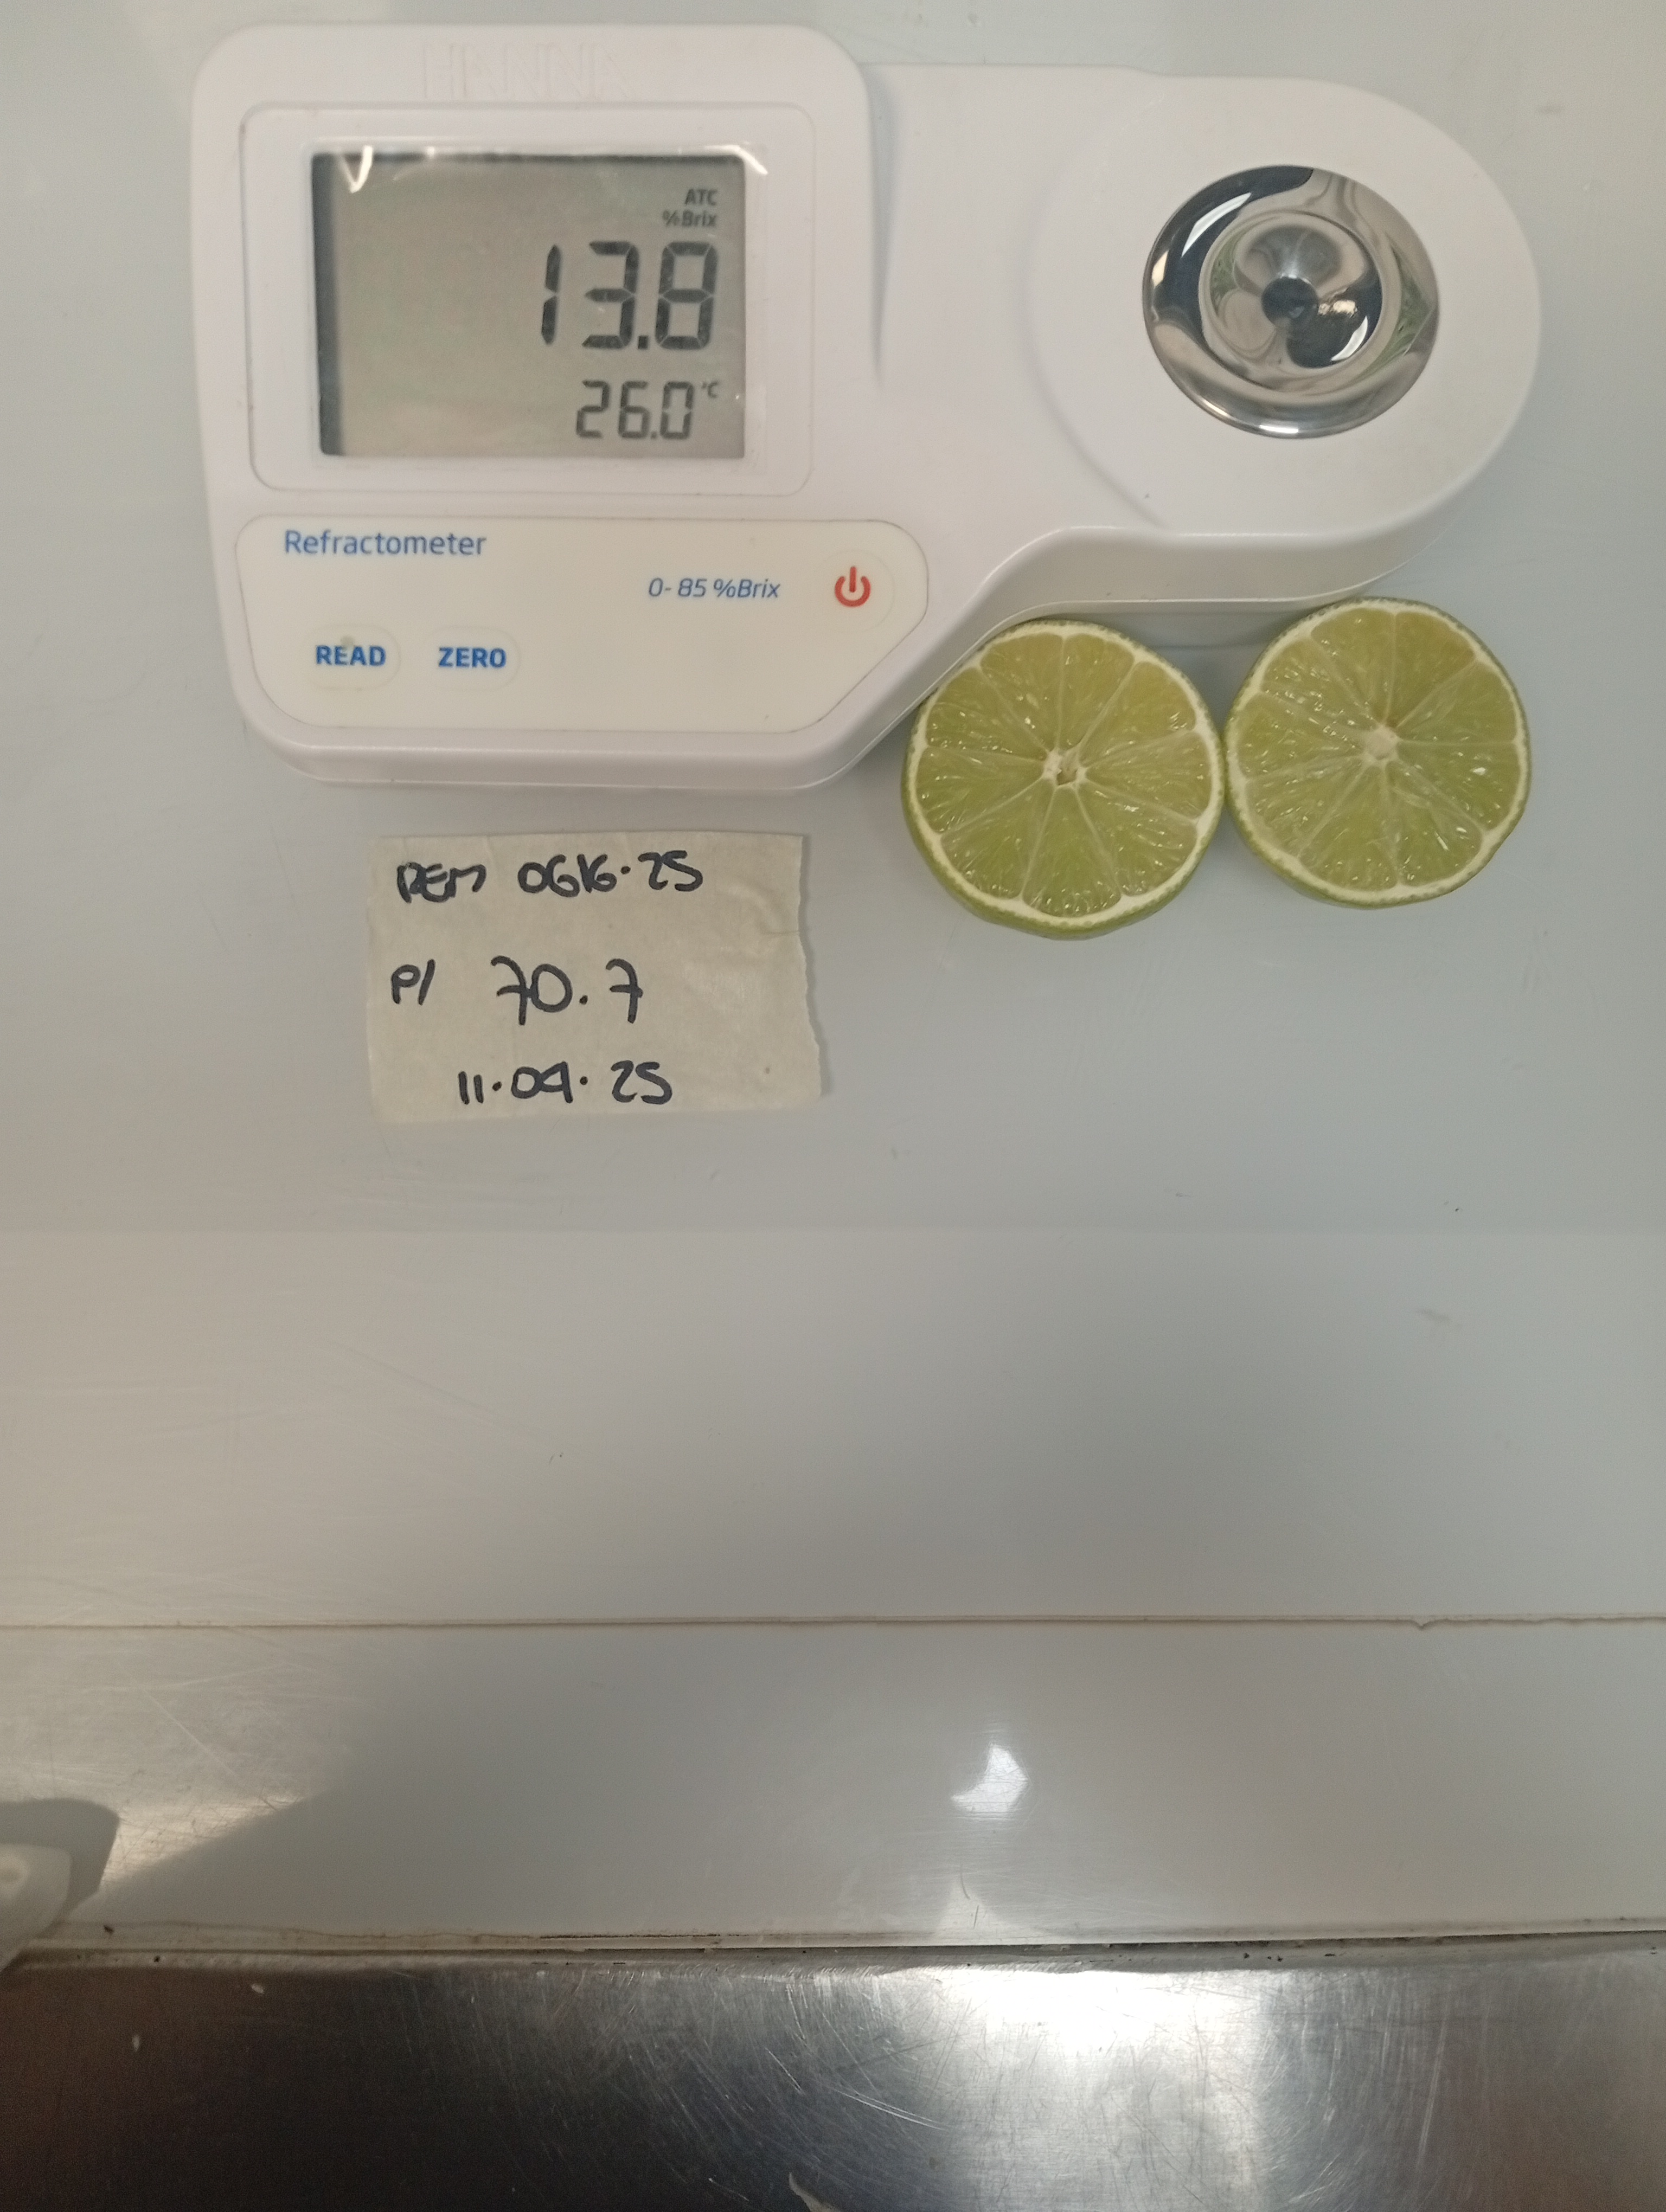 HANNA
ATC
%Brix
13.8
26.0 °C
Refractometer
0-85 %Brix
READ ZERO
REM 0616.25
P/ 70.7
11.04.25